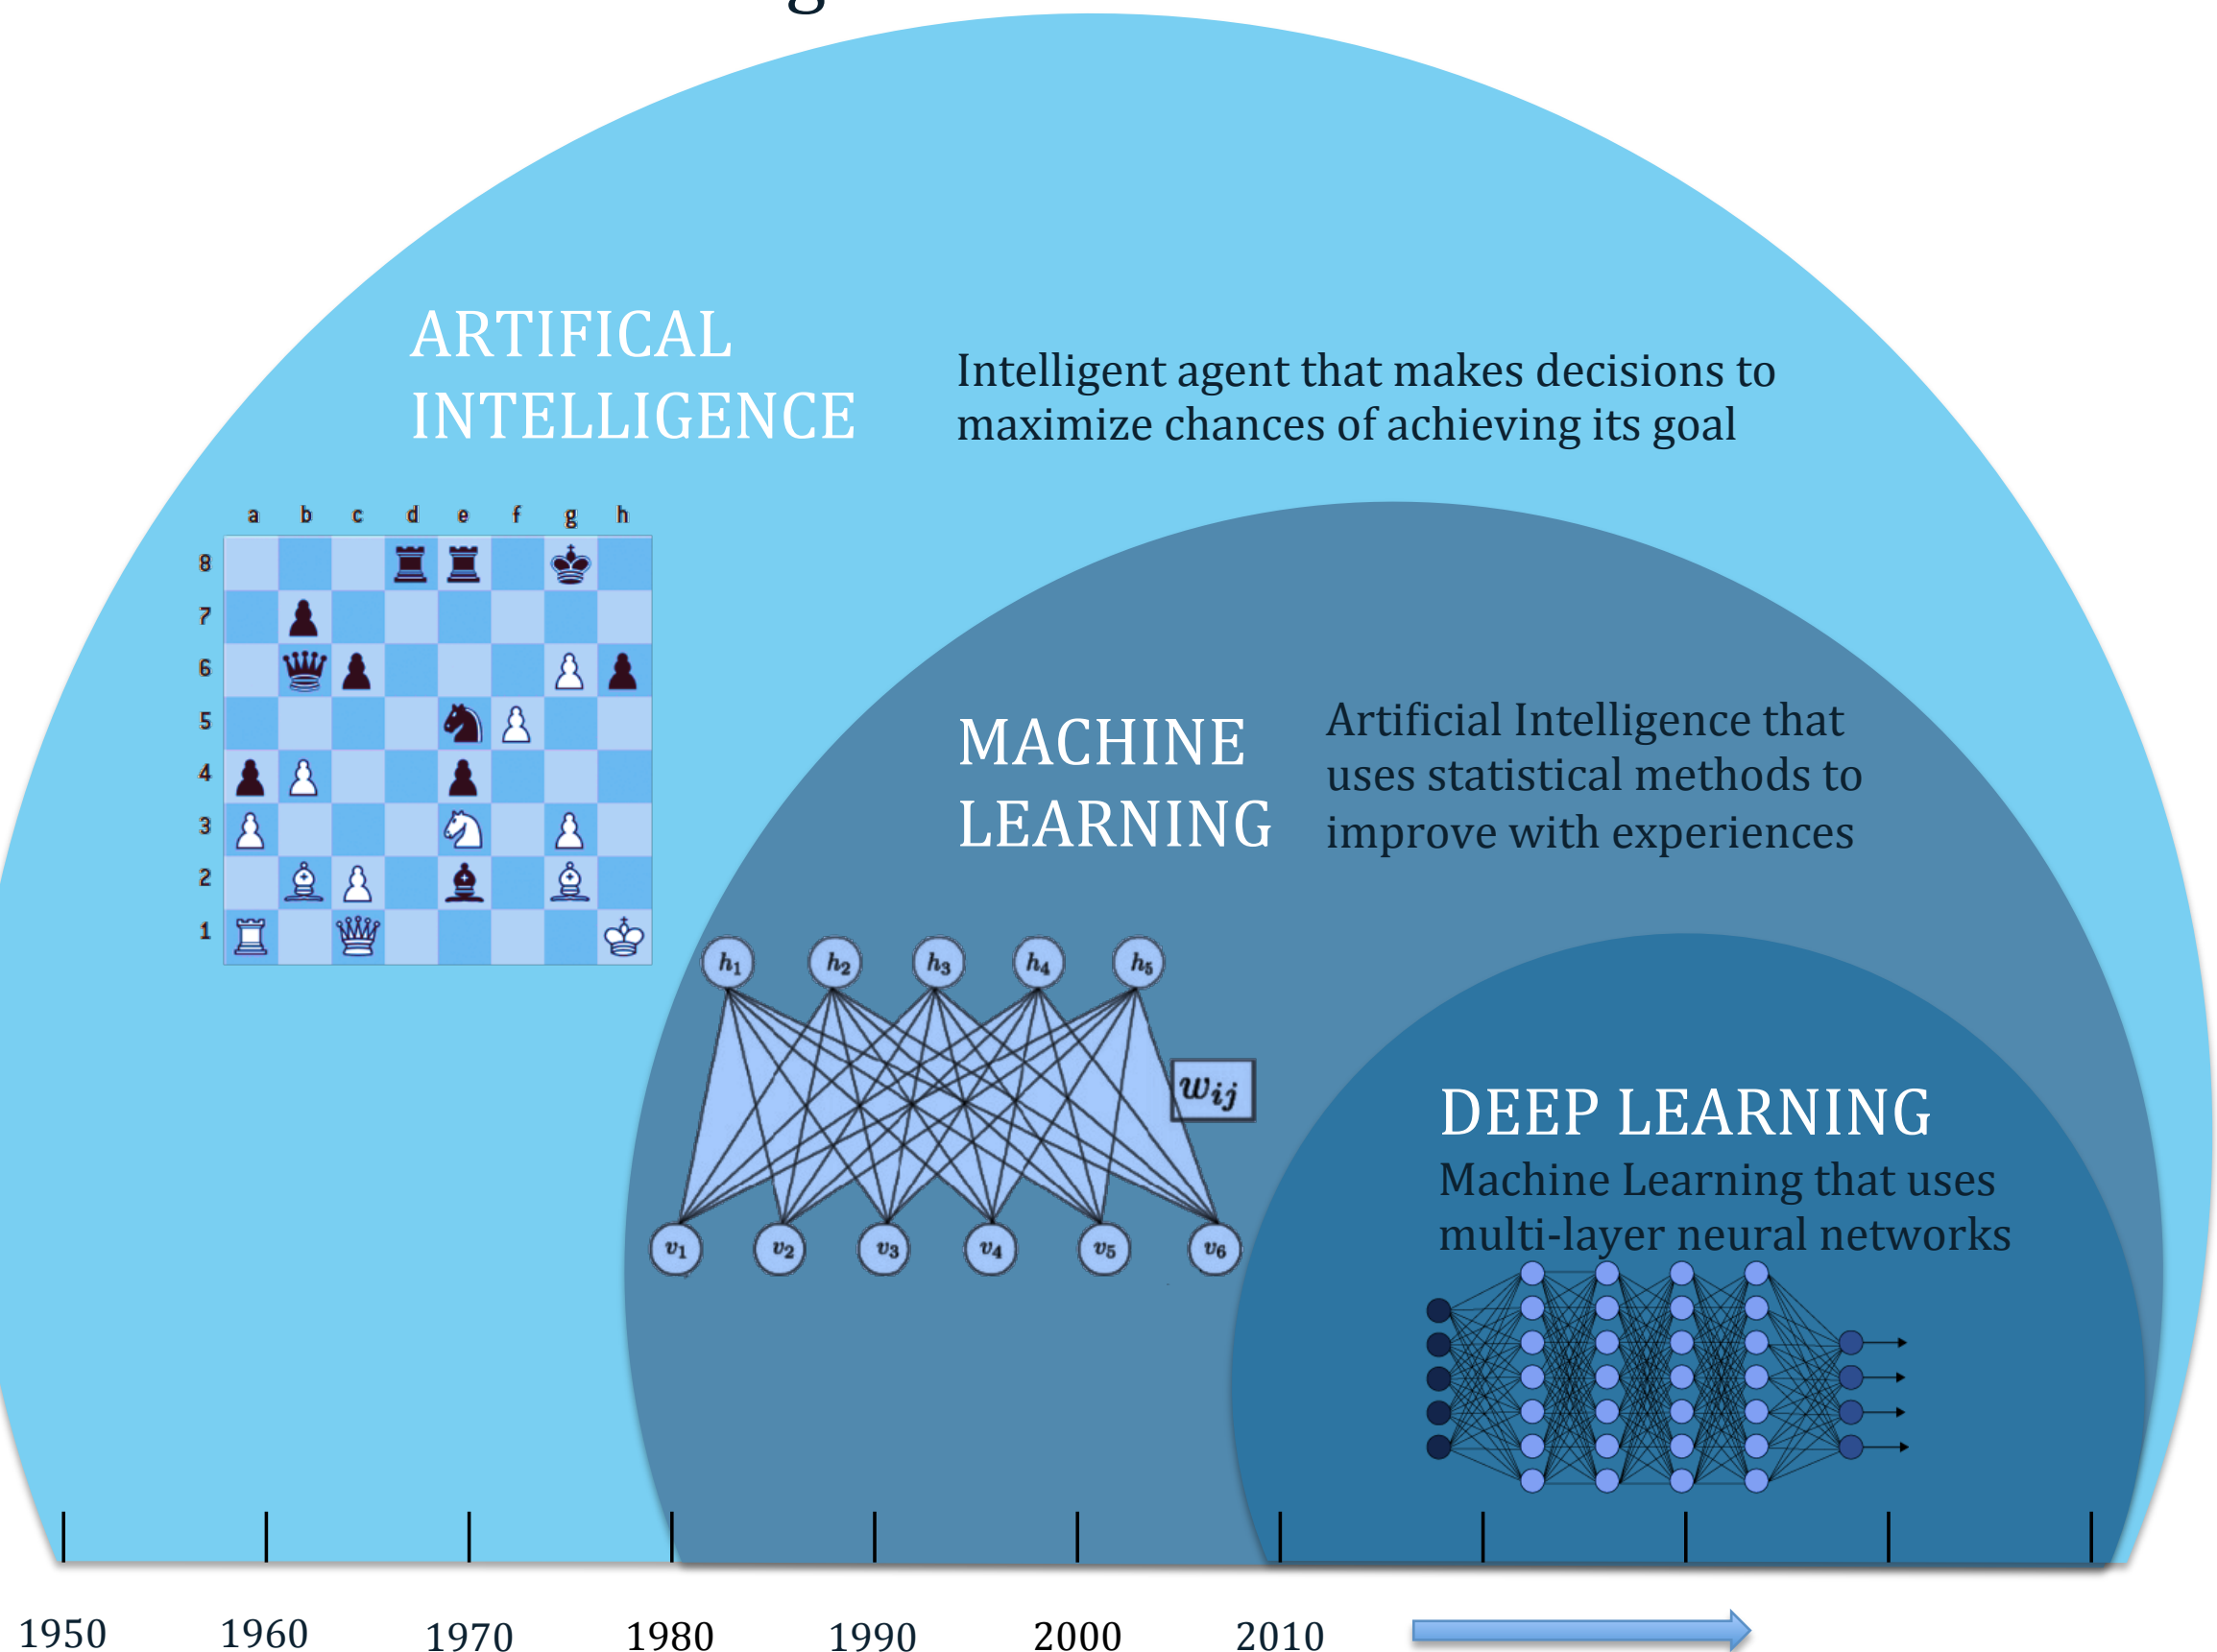 g
ARTIFICAL
INTELLIGENCE
Intelligent agent that makes decisions to
maximize chances of achieving its goal
a b c d e f g h
8
7
6
5
4
3
2
1
MACHINE
LEARNING
Artificial Intelligence that
uses statistical methods to
improve with experiences
h₁ h₂ h₃ h₄ h₅
wᵢⱼ
v₁ v₂ v₃ v₄ v₅ v₆
DEEP LEARNING
Machine Learning that uses
multi-layer neural networks
1950 1960 1970 1980 1990 2000 2010